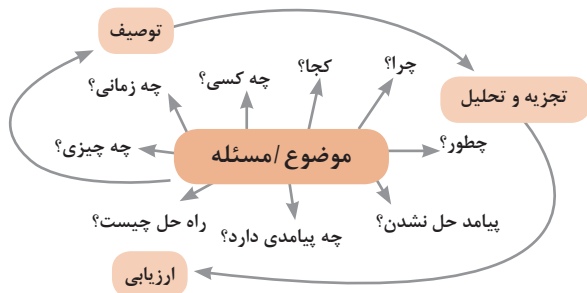 توصیف
چرا؟
کجا؟
چه کسی؟
چه زمانی؟
تجزیه و تحلیل
موضوع /مسئله
چطور؟
چه چیزی؟
پیامد حل نشدن؟
چه پیامدی دارد؟
راه حل چیست؟
ارزیابی